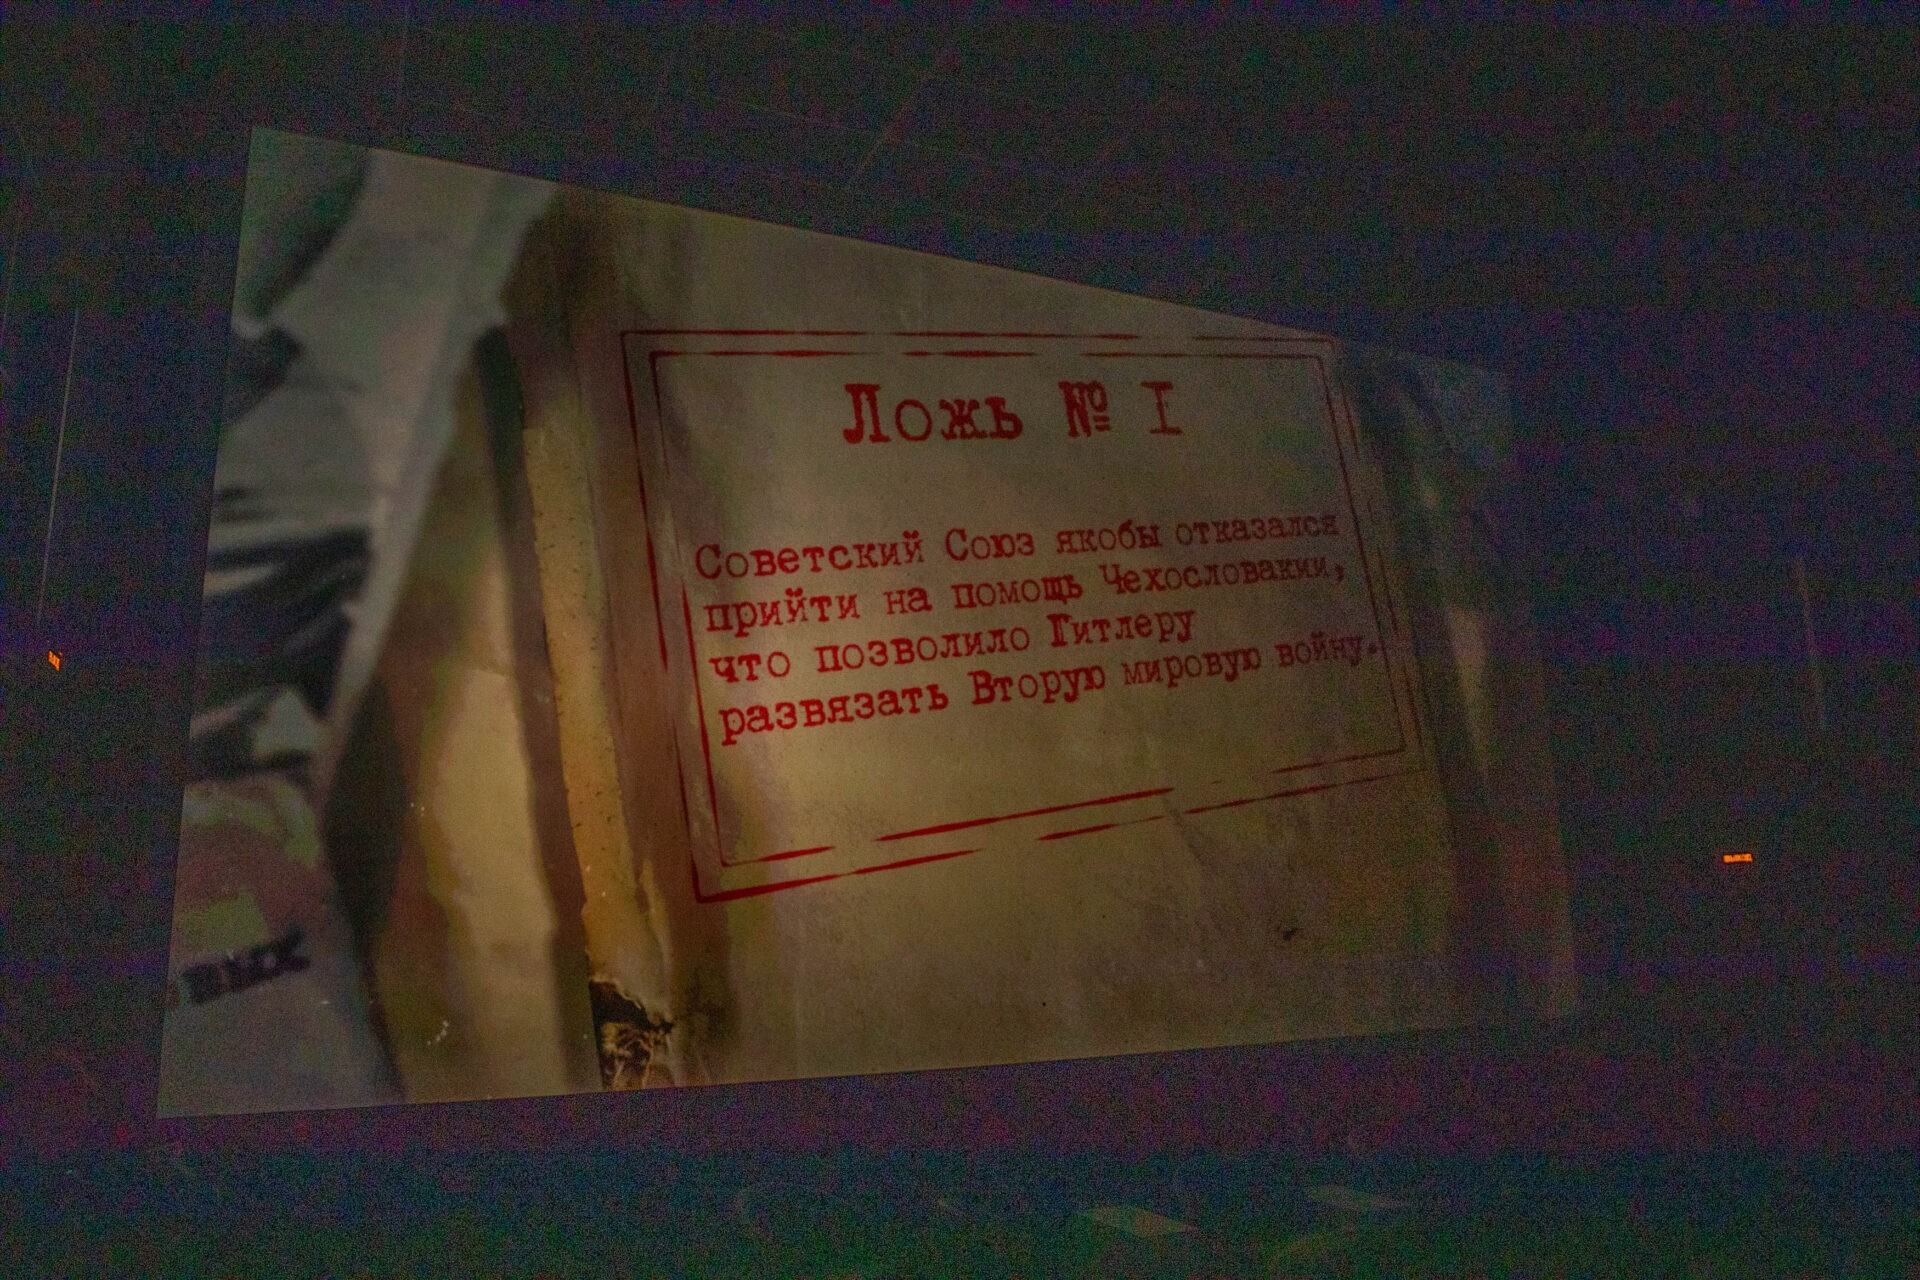 Ложь № I
Советский Союз якобы отказался
прийти на помощь Чехословакии,
что позволило Гитлеру
развязать Вторую мировую войну.